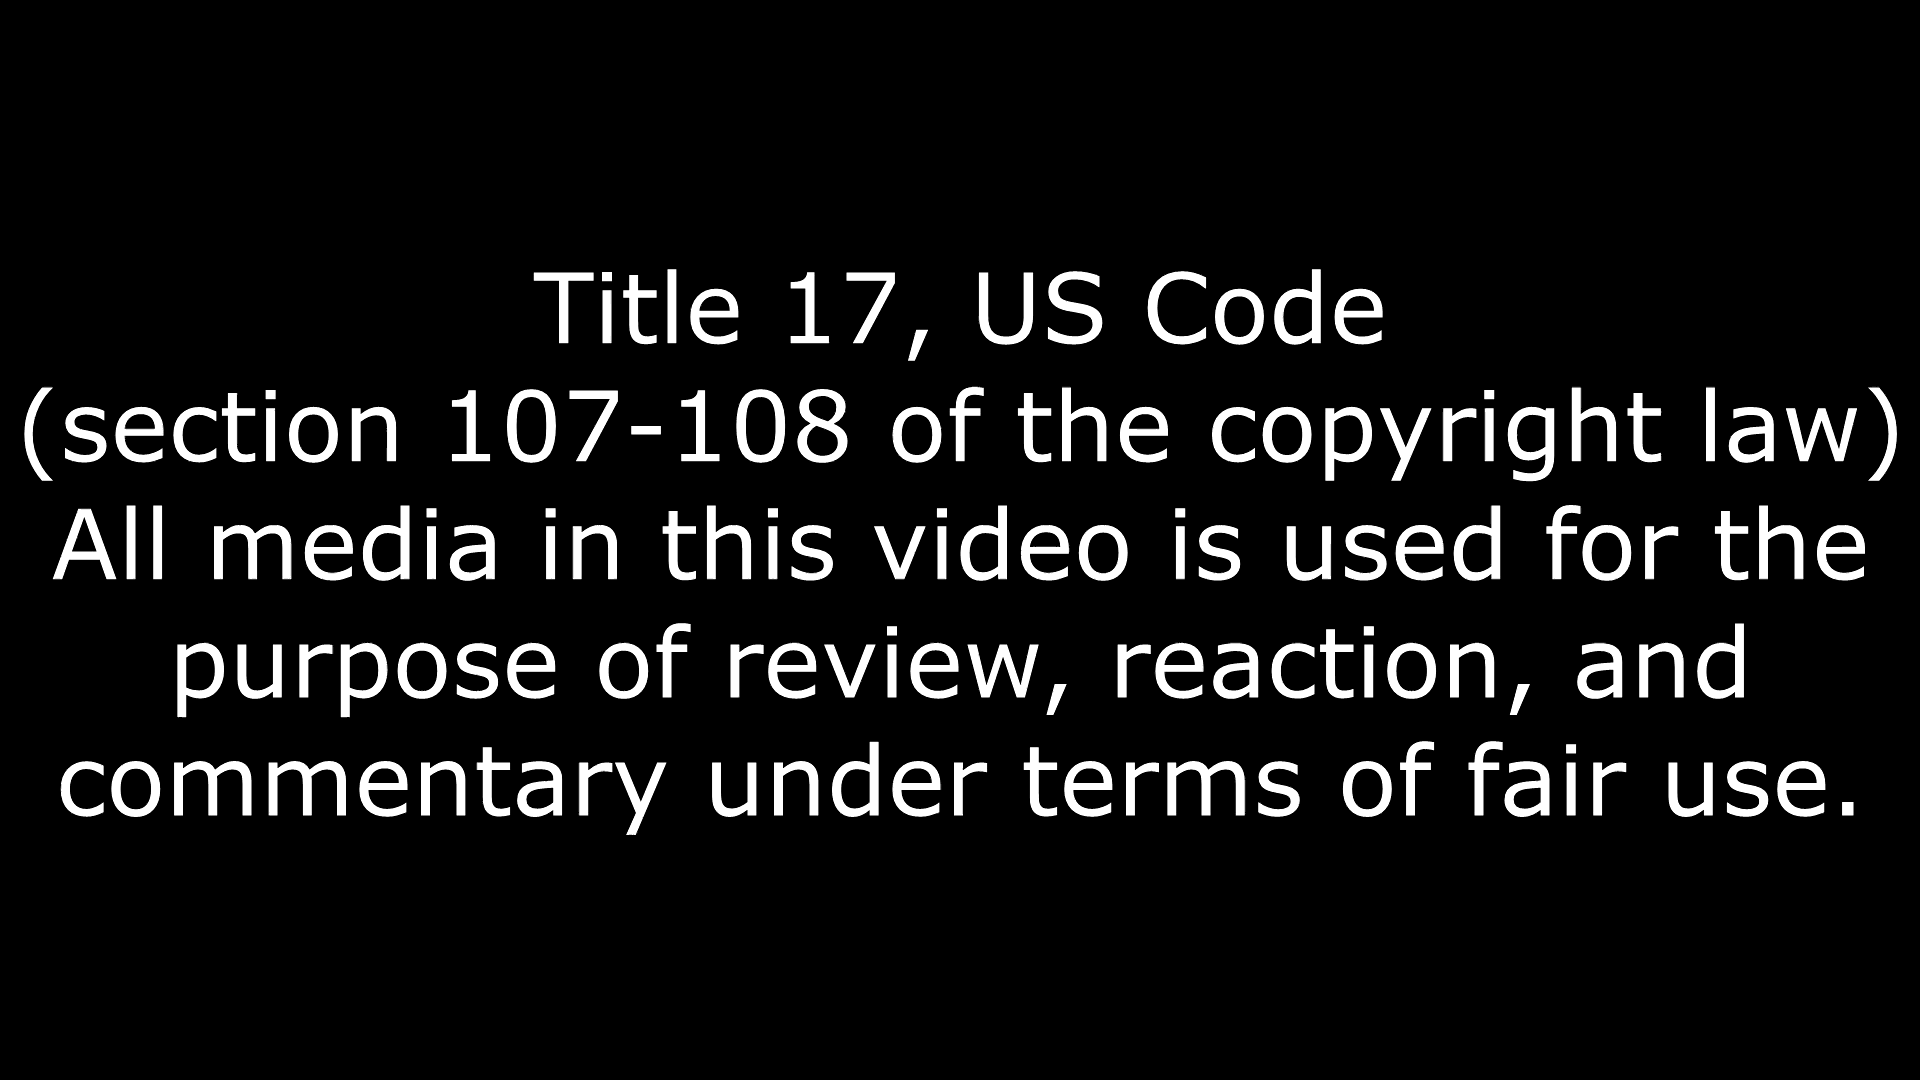 Title 17, US Code
(section 107-108 of the copyright law)
All media in this video is used for the
purpose of review, reaction, and
commentary under terms of fair use.